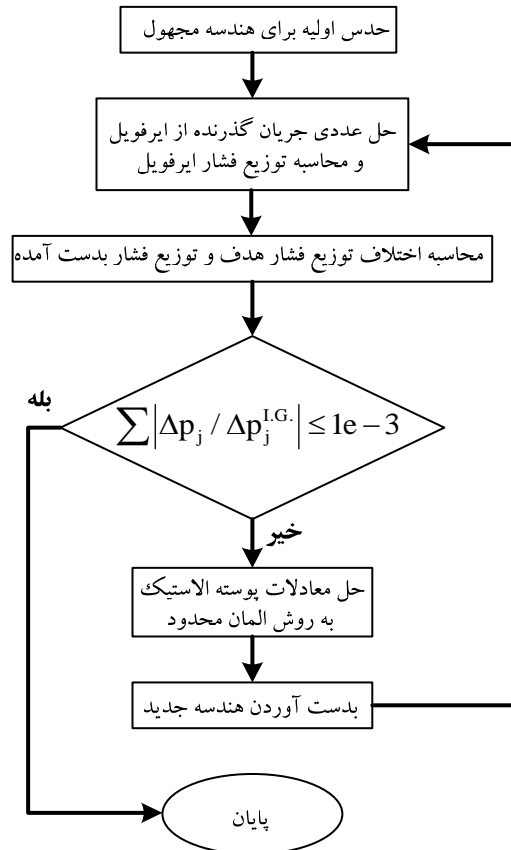 حدس اولیه برای هندسه مجهول
حل عددی جریان گذرنده از ایرفویل
و محاسبه توزیع فشار ایرفویل
محاسبه اختلاف توزیع فشار هدف و توزیع فشار بدست آمده
بله
∑|Δp_j / Δp_j^{I.G.}| ≤ 1e − 3
خیر
حل معادلات پوسته الاستیک
به روش المان محدود
بدست آوردن هندسه جدید
پایان